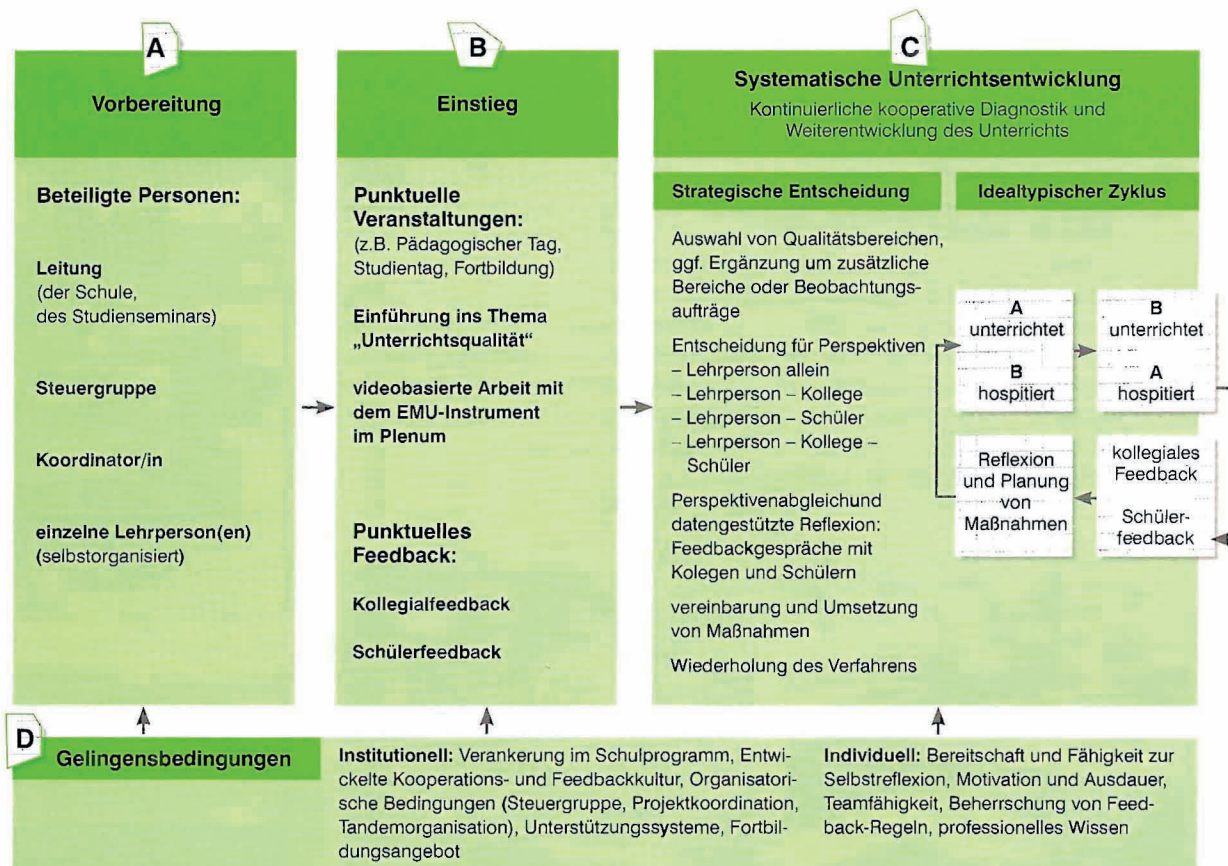 A
Vorbereitung
Beteiligte Personen:
Leitung
(der Schule,
des Studienseminars)
Steuergruppe
Koordinator/in
einzelne Lehrperson(en)
(selbstorganisiert)
B
Einstieg
Punktuelle
Veranstaltungen:
(z.B. Pädagogischer Tag,
Studientag, Fortbildung)
Einführung ins Thema
„Unterrichtsqualität“
videobasierte Arbeit mit
dem EMU-Instrument
im Plenum
Punktuelles
Feedback:
Kollegialfeedback
Schülerfeedback
C
Systematische Unterrichtsentwicklung
Kontinuierliche kooperative Diagnostik und
Weiterentwicklung des Unterrichts
Strategische Entscheidung
Auswahl von Qualitätsbereichen,
ggf. Ergänzung um zusätzliche
Bereiche oder Beobachtungs-
aufträge
Entscheidung für Perspektiven
– Lehrperson allein
– Lehrperson – Kollege
– Lehrperson – Schüler
– Lehrperson – Kollege –
Schüler
Perspektivenabgleichund
datengestützte Reflexion:
Feedbackgespräche mit
Kolegen und Schülern
vereinbarung und Umsetzung
von Maßnahmen
Wiederholung des Verfahrens
Idealtypischer Zyklus
A
unterrichtet
B
hospitiert
B
unterrichtet
A
hospitiert
Reflexion
und Planung
von
Maßnahmen
kollegiales
Feedback
Schüler-
feedback
D
Gelingensbedingungen
Institutionell: Verankerung im Schulprogramm, Entwi-
ckelte Kooperations- und Feedbackkultur, Organisatori-
sche Bedingungen (Steuergruppe, Projektkoordination,
Tandemorganisation), Unterstützungssysteme, Fortbil-
dungsangebot
Individuell: Bereitschaft und Fähigkeit zur
Selbstreflexion, Motivation und Ausdauer,
Teamfähigkeit, Beherrschung von Feed-
back-Regeln, professionelles Wissen